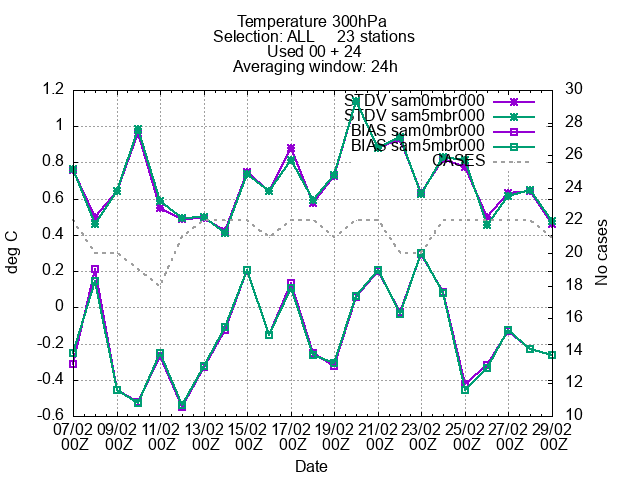 Temperature 300hPa
Selection: ALL 23 stations
Used 00 + 24
Averaging window: 24h
STDV sam0mbr000
STDV sam5mbr000
BIAS sam0mbr000
BIAS sam5mbr000
CASES
1.2
1
0.8
0.6
0.4
0.2
0
-0.2
-0.4
-0.6
deg C
30
28
26
24
22
20
18
16
14
12
10
No cases
07/02 09/02 11/02 13/02 15/02 17/02 19/02 21/02 23/02 25/02 27/02 29/02
00Z 00Z 00Z 00Z 00Z 00Z 00Z 00Z 00Z 00Z 00Z 00Z
Date